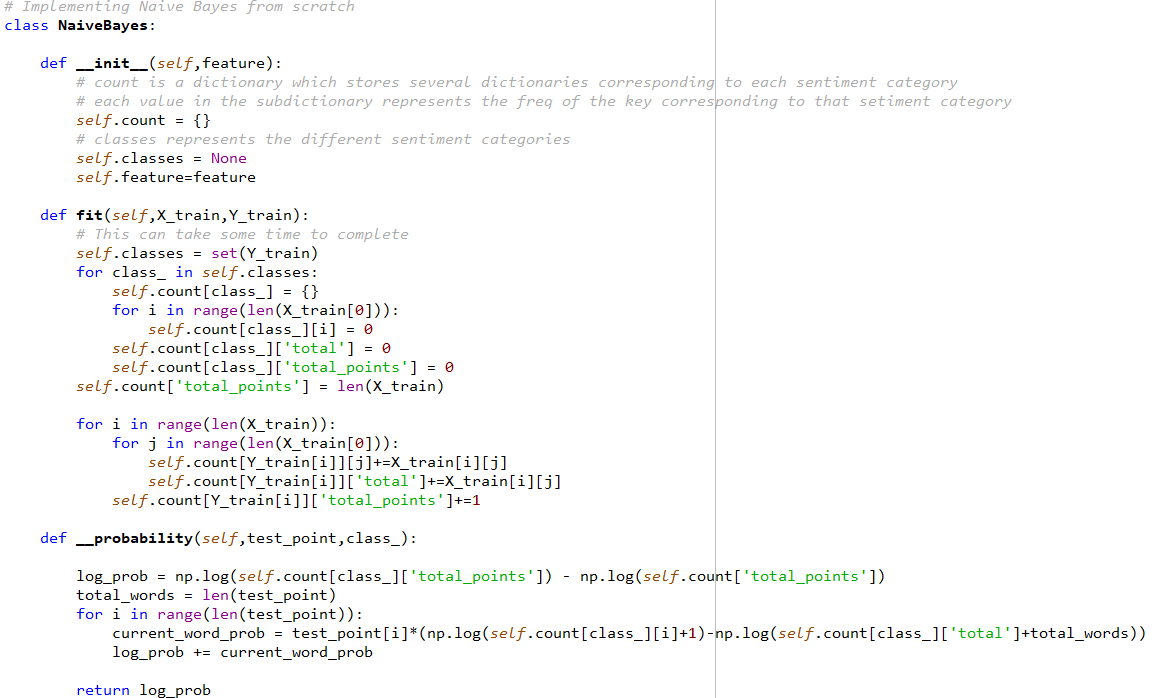 # Implementing Naive Bayes from scratch
class NaiveBayes:
def __init__(self,feature):
# count is a dictionary which stores several dictionaries corresponding to each sentiment category
# each value in the subdictionary represents the freq of the key corresponding to that setiment category
self.count = {}
# classes represents the different sentiment categories
self.classes = None
self.feature=feature
def fit(self,X_train,Y_train):
# This can take some time to complete
self.classes = set(Y_train)
for class_ in self.classes:
self.count[class_] = {}
for i in range(len(X_train[0])):
self.count[class_][i] = 0
self.count[class_]['total'] = 0
self.count[class_]['total_points'] = 0
self.count['total_points'] = len(X_train)
for i in range(len(X_train)):
for j in range(len(X_train[0])):
self.count[Y_train[i]][j]+=X_train[i][j]
self.count[Y_train[i]]['total']+=X_train[i][j]
self.count[Y_train[i]]['total_points']+=1
def __probability(self,test_point,class_):
log_prob = np.log(self.count[class_]['total_points']) - np.log(self.count['total_points'])
total_words = len(test_point)
for i in range(len(test_point)):
current_word_prob = test_point[i]*(np.log(self.count[class_][i]+1)-np.log(self.count[class_]['total']+total_words))
log_prob += current_word_prob
return log_prob